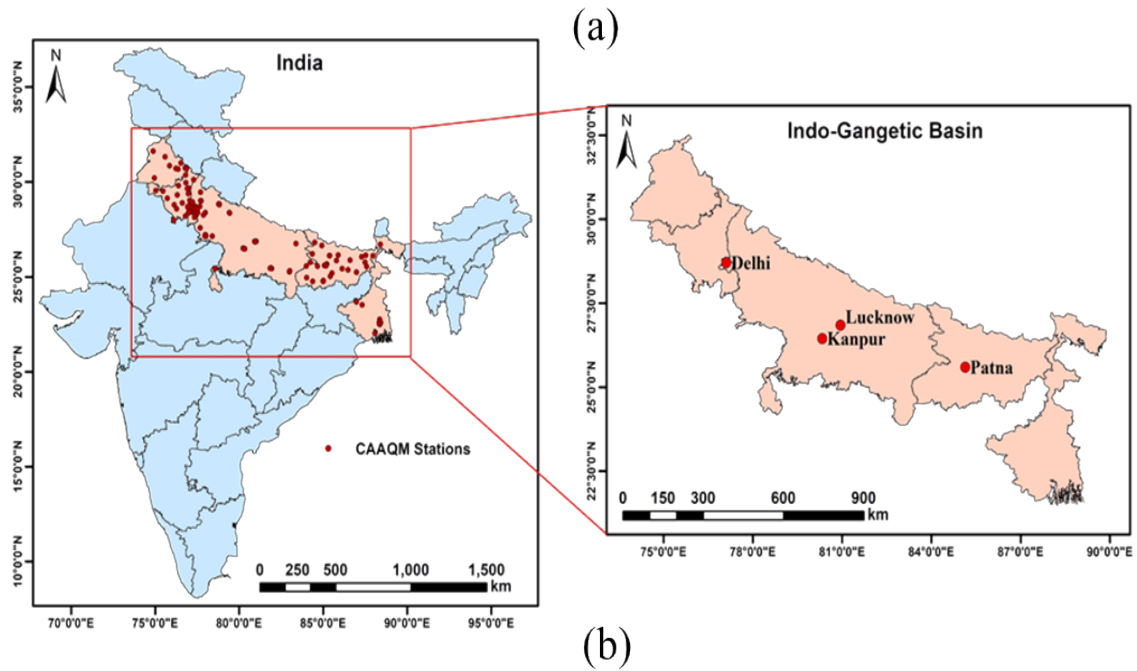 (a)
N
India
35°0'0"N
30°0'0"N
25°0'0"N
20°0'0"N
15°0'0"N
10°0'0"N
CAAQM Stations
0 250 500 1,000 1,500
km
70°0'0"E 75°0'0"E 80°0'0"E 85°0'0"E 90°0'0"E 95°0'0"E
N
Indo-Gangetic Basin
32°30'0"N
30°0'0"N
27°30'0"N
25°0'0"N
22°30'0"N
Delhi
Lucknow
Kanpur
Patna
0 150 300 600 900
km
75°0'0"E 78°0'0"E 81°0'0"E 84°0'0"E 87°0'0"E 90°0'0"E
(b)